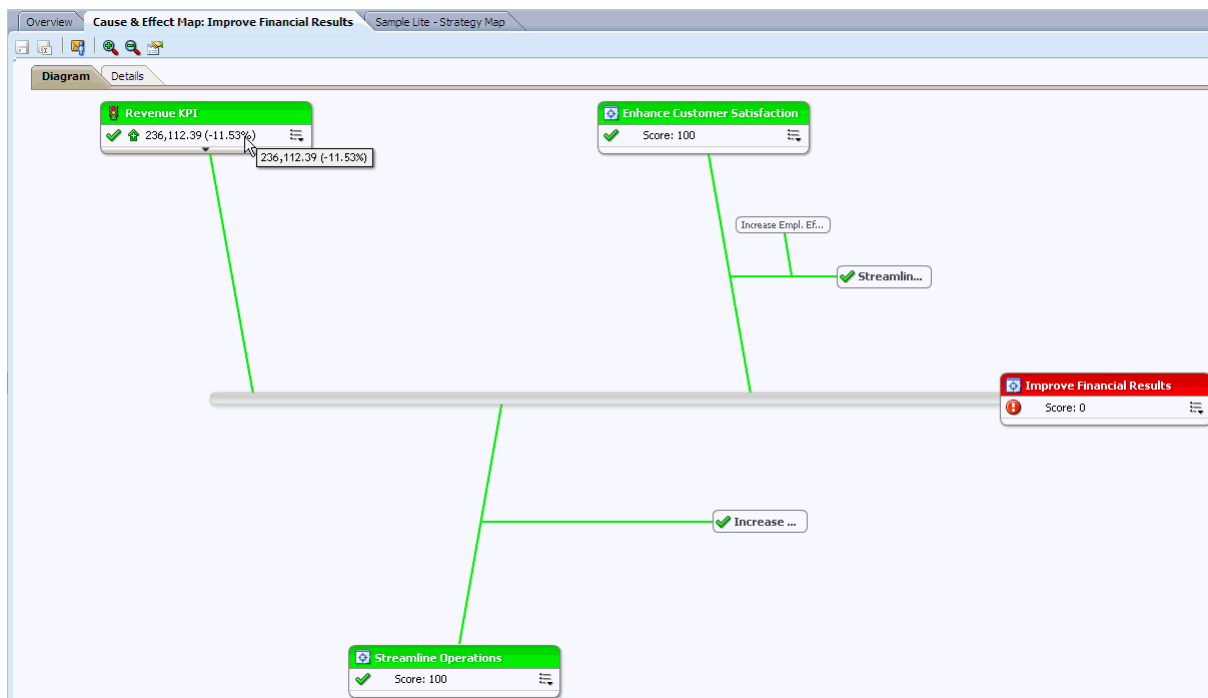 Overview
Cause & Effect Map: Improve Financial Results
Sample Lite - Strategy Map
Diagram
Details
Revenue KPI
236,112.39 (-11.53%)
236,112.39 (-11.53%)
Enhance Customer Satisfaction
Score: 100
Increase Empl. Ef...
Streamlin...
Improve Financial Results
Score: 0
Increase ...
Streamline Operations
Score: 100